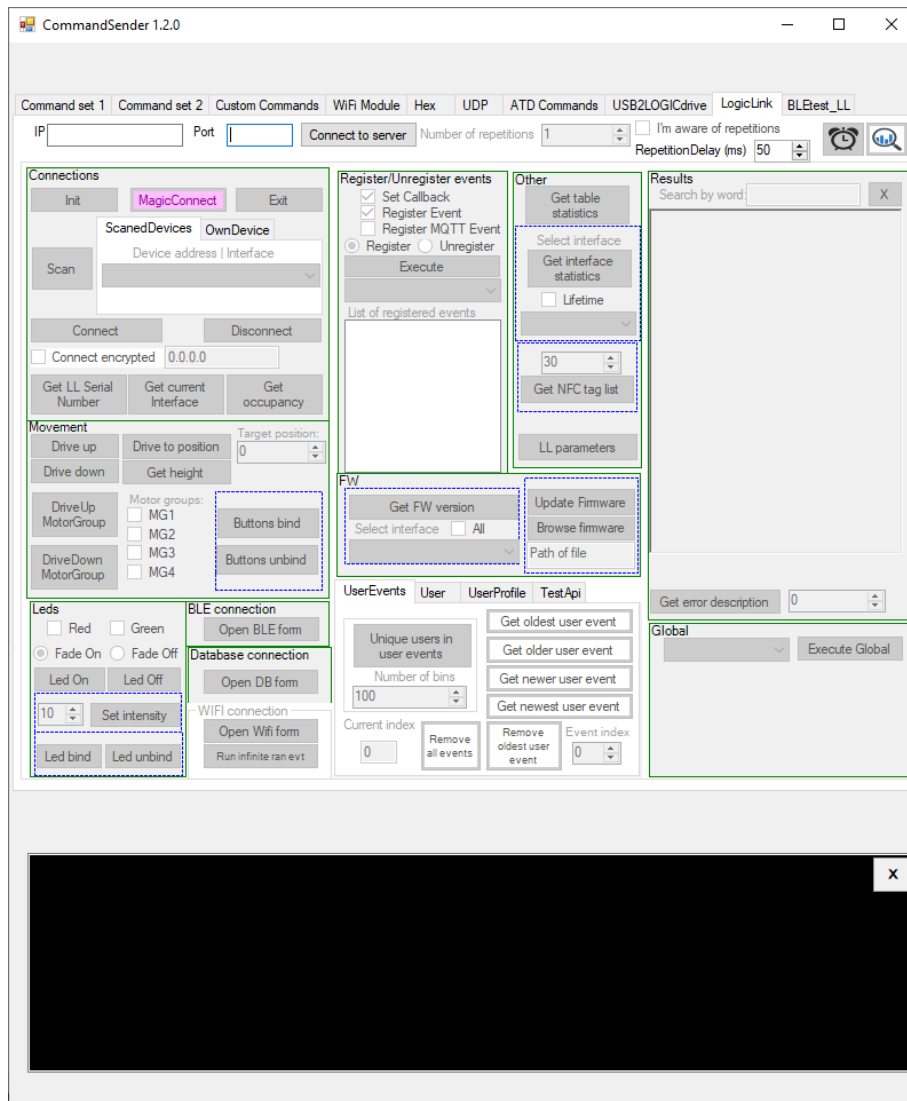 CommandSender 1.2.0
Command set 1 Command set 2 Custom Commands WiFi Module Hex UDP ATD Commands USB2LOGICdrive LogicLink BLEtest_LL
IP Port Connect to server Number of repetitions 1 I'm aware of repetitions
RepetitionDelay (ms) 50
Connections
Init MagicConnect Exit
ScanedDevices OwnDevice
Device address | Interface
Scan
Connect Disconnect
Connect encrypted 0.0.0.0
Get LL Serial Number Get current Interface Get occupancy
Movement
Drive up Drive to position Target position:
0
Drive down Get height
DriveUp MotorGroup Motor groups:
MG1
MG2
MG3
MG4
Buttons bind
DriveDown MotorGroup Buttons unbind
Leds
Red Green
Fade On Fade Off
Led On Led Off
10 Set intensity
Led bind Led unbind
BLE connection
Open BLE form
Database connection
Open DB form
WIFI connection
Open Wifi form
Run infinite ran evt
Register/Unregister events
Set Callback
Register Event
Register MQTT Event
Register Unregister
Execute
List of registered events
Other
Get table statistics
Select interface
Get interface statistics
Lifetime
30
Get NFC tag list
LL parameters
FW
Get FW version
Select interface All
Update Firmware
Browse firmware
Path of file
UserEvents User UserProfile TestApi
Unique users in user events
Number of bins
100
Current index
0
Remove all events
Get oldest user event
Get older user event
Get newer user event
Get newest user event
Remove oldest user event
Event index
0
Results
Search by word: X
Get error description 0
Global
Execute Global
X